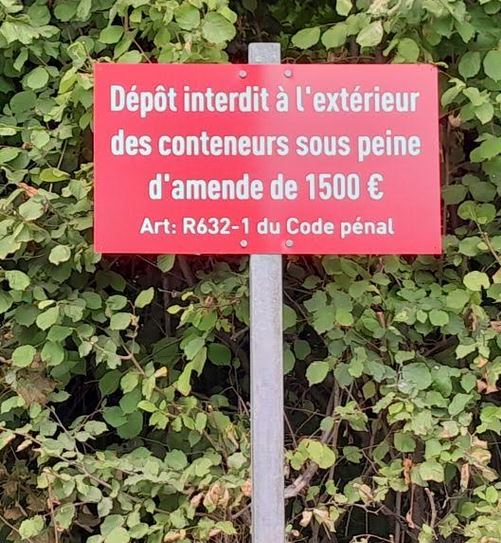 Dépôt interdit à l'extérieur
des conteneurs sous peine
d'amende de 1500 €
Art: R632-1 du Code pénal